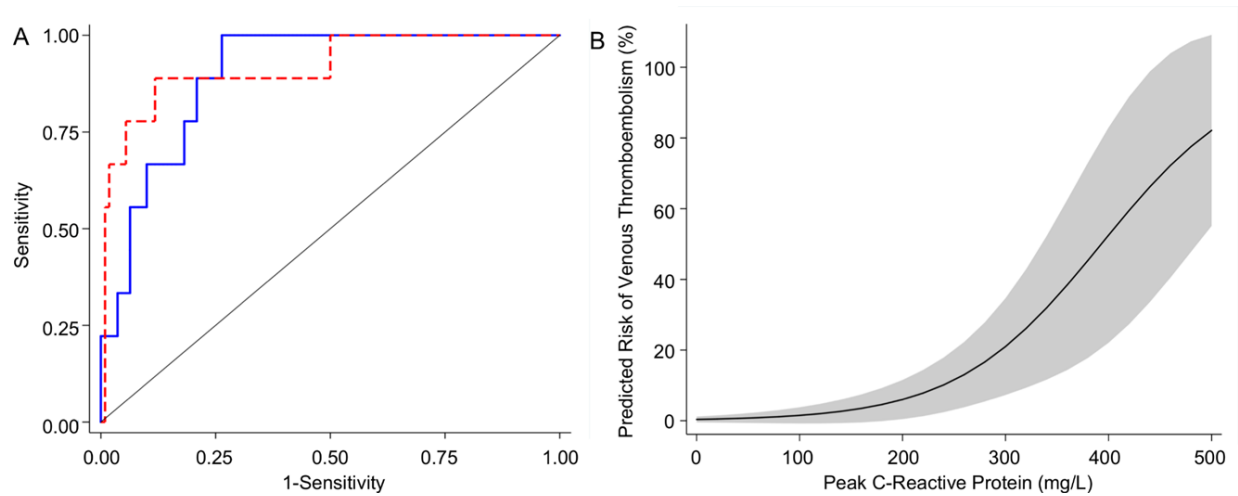 A
1.00
0.75
0.50
0.25
0.00
Sensitivity
0.00 0.25 0.50 0.75 1.00
1-Sensitivity
B
100
80
60
40
20
0
Predicted Risk of Venous Thromboembolism (%)
0 100 200 300 400 500
Peak C-Reactive Protein (mg/L)